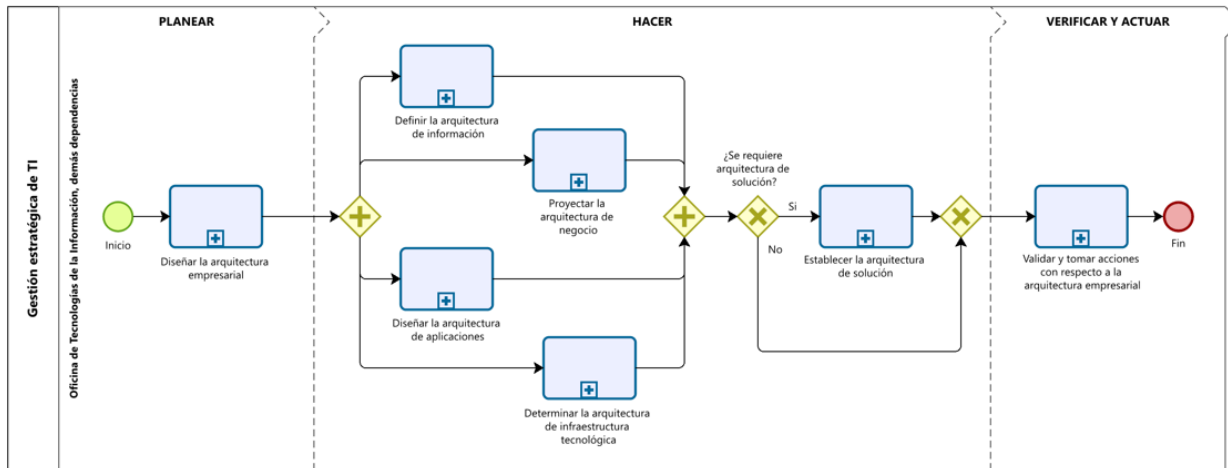 PLANEAR
HACER
VERIFICAR Y ACTUAR
Gestión estratégica de TI
Oficina de Tecnologías de la Información, demás dependencias
Inicio
Diseñar la arquitectura
empresarial
Definir la arquitectura
de información
Proyectar la
arquitectura de
negocio
Diseñar la arquitectura
de aplicaciones
Determinar la arquitectura
de infraestructura
tecnológica
¿Se requiere
arquitectura de
solución?
Si
No
Establecer la arquitectura
de solución
Validar y tomar acciones
con respecto a la
arquitectura empresarial
Fin